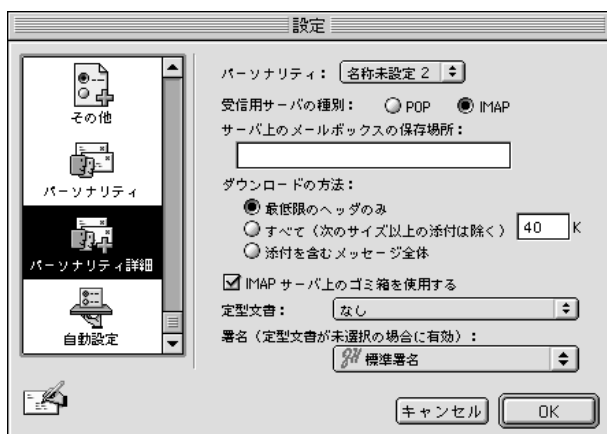 設定
その他
パーソナリティ
パーソナリティ詳細
自動設定
パーソナリティ： 名称未設定 2
受信用サーバの種別： POP IMAP
サーバ上のメールボックスの保存場所：
ダウンロードの方法：
最低限のヘッダのみ
すべて（次のサイズ以上の添付は除く） 40 K
添付を含むメッセージ全体
IMAP サーバ上のゴミ箱を使用する
定型文書： なし
署名（定型文書が未選択の場合に有効）：
標準署名
キャンセル OK